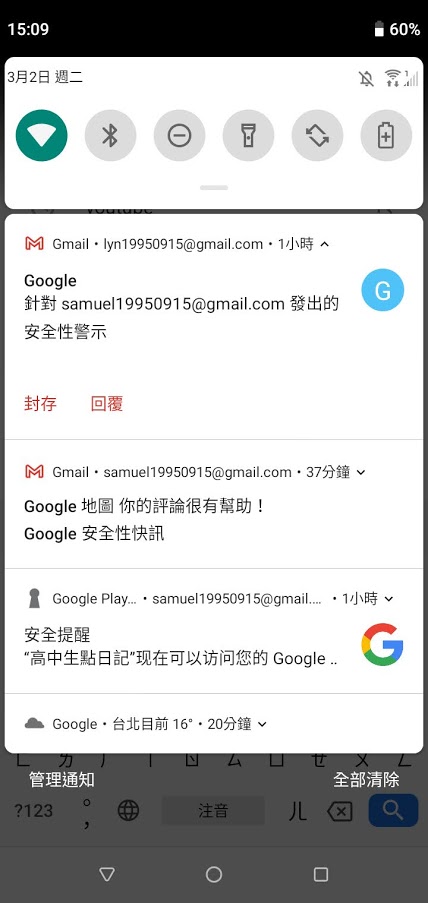 15:09
60%
3月2日 週二
Gmail • lyn19950915@gmail.com • 1小時
Google
針對 samuel19950915@gmail.com 發出的
安全性警示
G
封存 回覆
Gmail • samuel19950915@gmail.com • 37分鐘
Google 地圖 你的評論很有幫助！
Google 安全性快訊
Google Play… • samuel19950915@gmail.… • 1小時
安全提醒
“高中生點日記”现在可以访问您的 Google ..
Google • 台北目前 16° • 20分鐘
管理通知 全部清除
?123 °, 注音 ㄦ